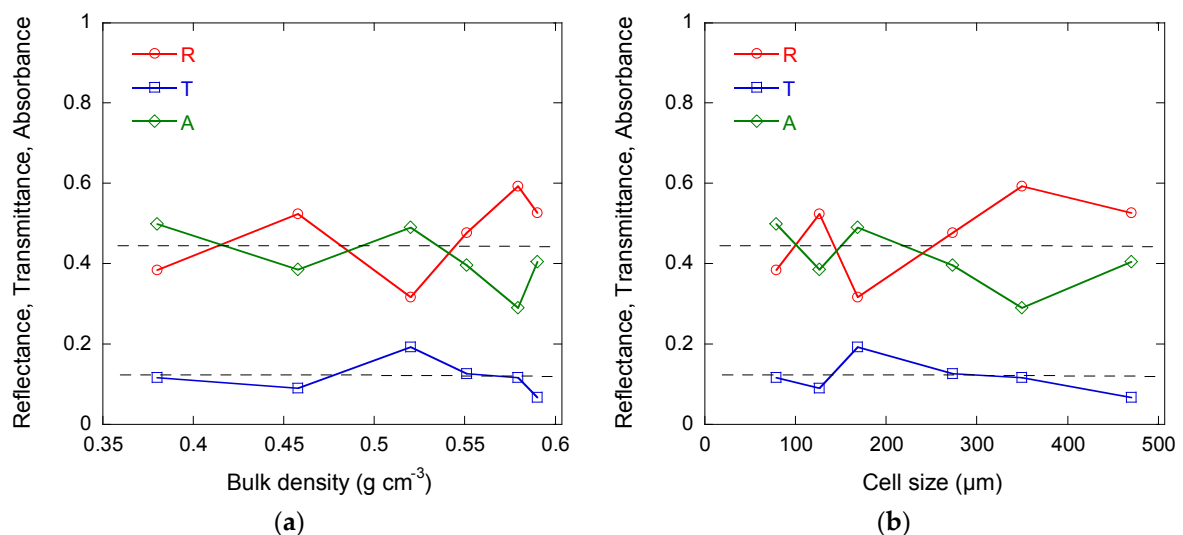 Reflectance, Transmittance, Absorbance
1
0.8
0.6
0.4
0.2
0
R
T
A
0.35
0.4
0.45
0.5
0.55
0.6
Bulk density (g cm-3)
(a)
Reflectance, Transmittance, Absorbance
1
0.8
0.6
0.4
0.2
0
R
T
A
0
100
200
300
400
500
Cell size (µm)
(b)